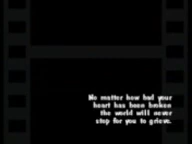 No matter how bad your
heart has been broken
the world will never
stop for you to grieve.